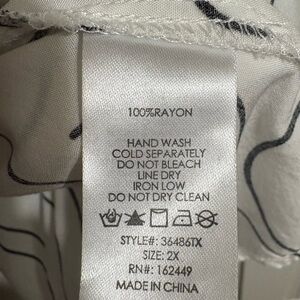 100%RAYON
HAND WASH
COLD SEPARATELY
DO NOT BLEACH
LINE DRY
IRON LOW
DO NOT DRY CLEAN
STYLE#: 36486TX
SIZE: 2X
RN#: 162449
MADE IN CHINA